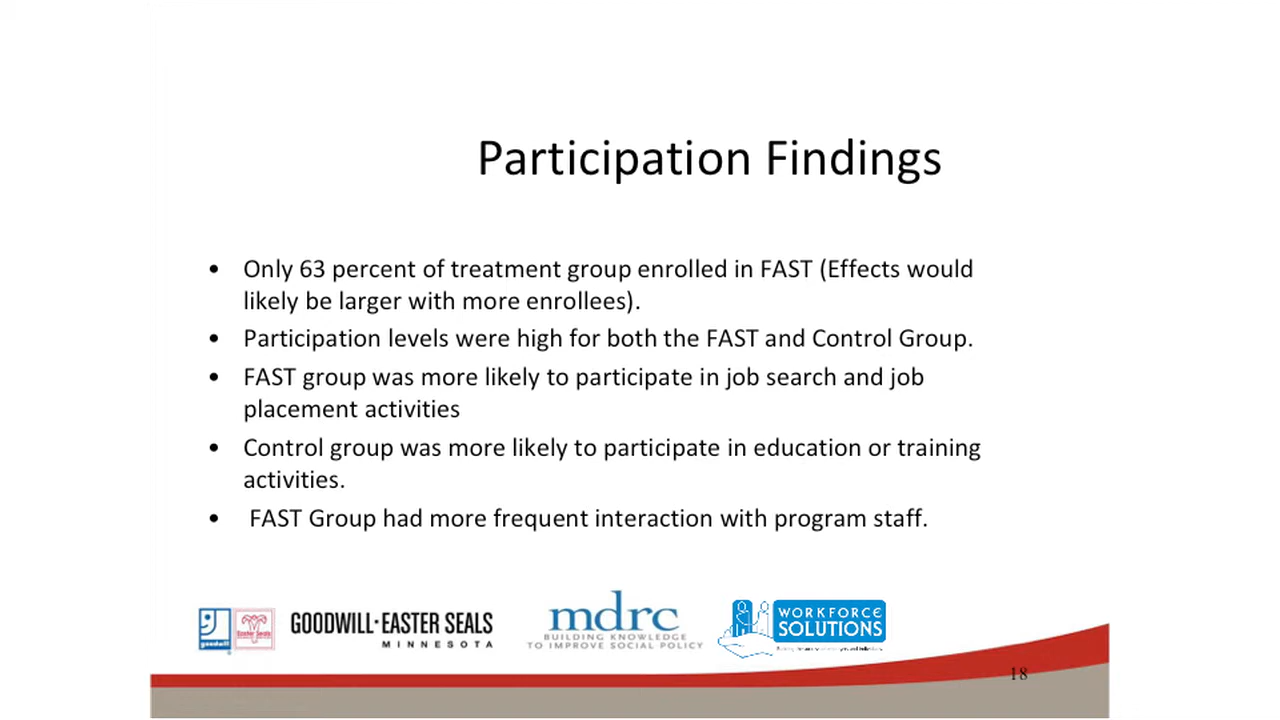 Participation Findings
• Only 63 percent of treatment group enrolled in FAST (Effects would
likely be larger with more enrollees).
• Participation levels were high for both the FAST and Control Group.
• FAST group was more likely to participate in job search and job
placement activities
• Control group was more likely to participate in education or training
activities.
• FAST Group had more frequent interaction with program staff.
goodwill
Easter Seals
GOODWILL·EASTER SEALS
MINNESOTA
mdrc
BUILDING KNOWLEDGE
TO IMPROVE SOCIAL POLICY
WORKFORCE
SOLUTIONS
18